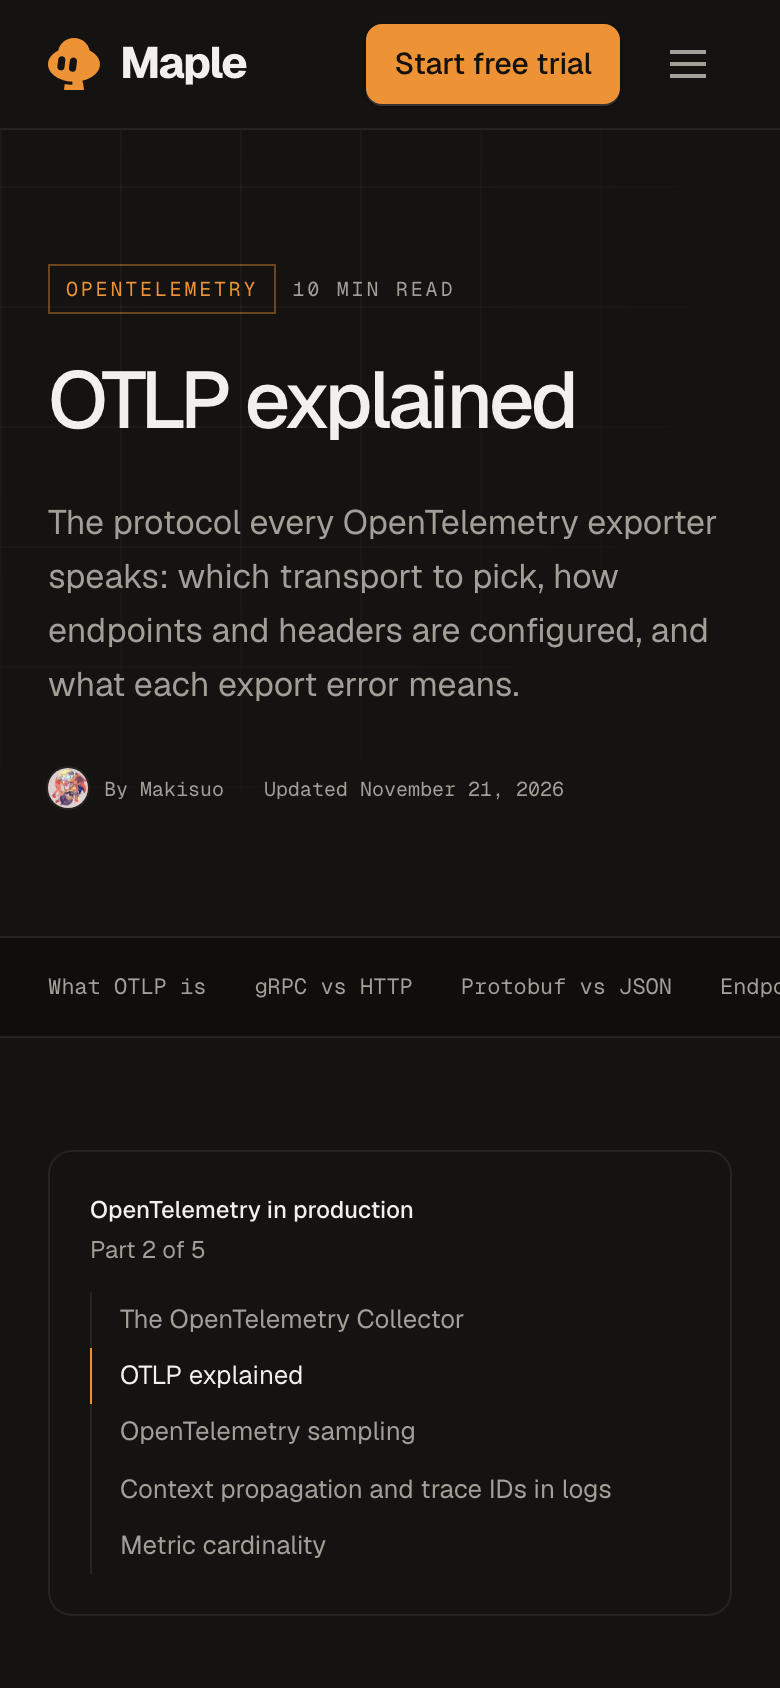 Maple
Start free trial
OPENTELEMETRY
10 MIN READ
OTLP explained
The protocol every OpenTelemetry exporter
speaks: which transport to pick, how
endpoints and headers are configured, and
what each export error means.
By Makisuo
Updated November 21, 2026
What OTLP is
gRPC vs HTTP
Protobuf vs JSON
Endpo
OpenTelemetry in production
Part 2 of 5
The OpenTelemetry Collector
OTLP explained
OpenTelemetry sampling
Context propagation and trace IDs in logs
Metric cardinality